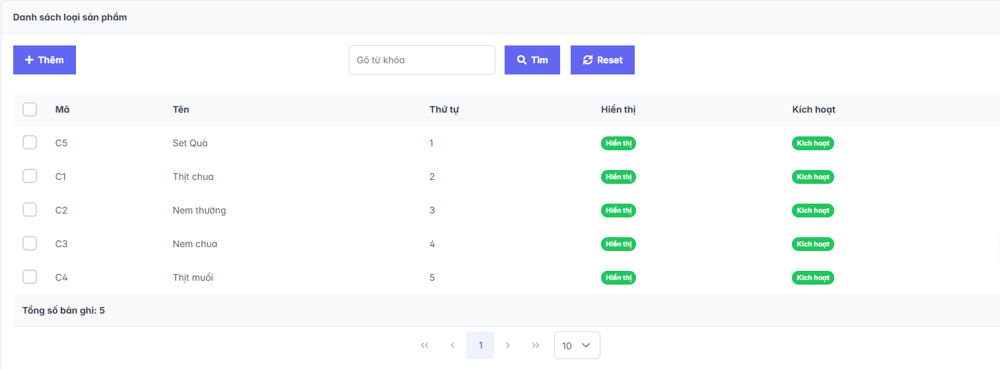 Danh sách loại sản phẩm
Thêm Gõ từ khóa Tìm Reset
Mã Tên Thứ tự Hiển thị Kích hoạt
C5 Set Quà 1 Hiển thị Kích hoạt
C1 Thịt chua 2 Hiển thị Kích hoạt
C2 Nem thường 3 Hiển thị Kích hoạt
C3 Nem chua 4 Hiển thị Kích hoạt
C4 Thịt muối 5 Hiển thị Kích hoạt
Tổng số bản ghi: 5
1 10